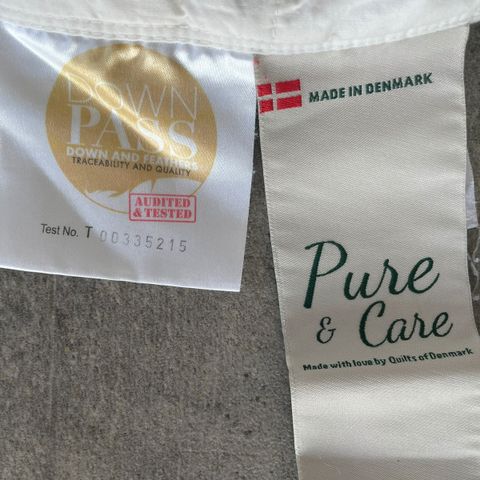 DOWN
PASS
DOWN AND FEATHERS
TRACEABILITY AND QUALITY
AUDITED
& TESTED
Test No. T 00335215
MADE IN DENMARK
Pure
& Care
Made with love by Quilts of Denmark